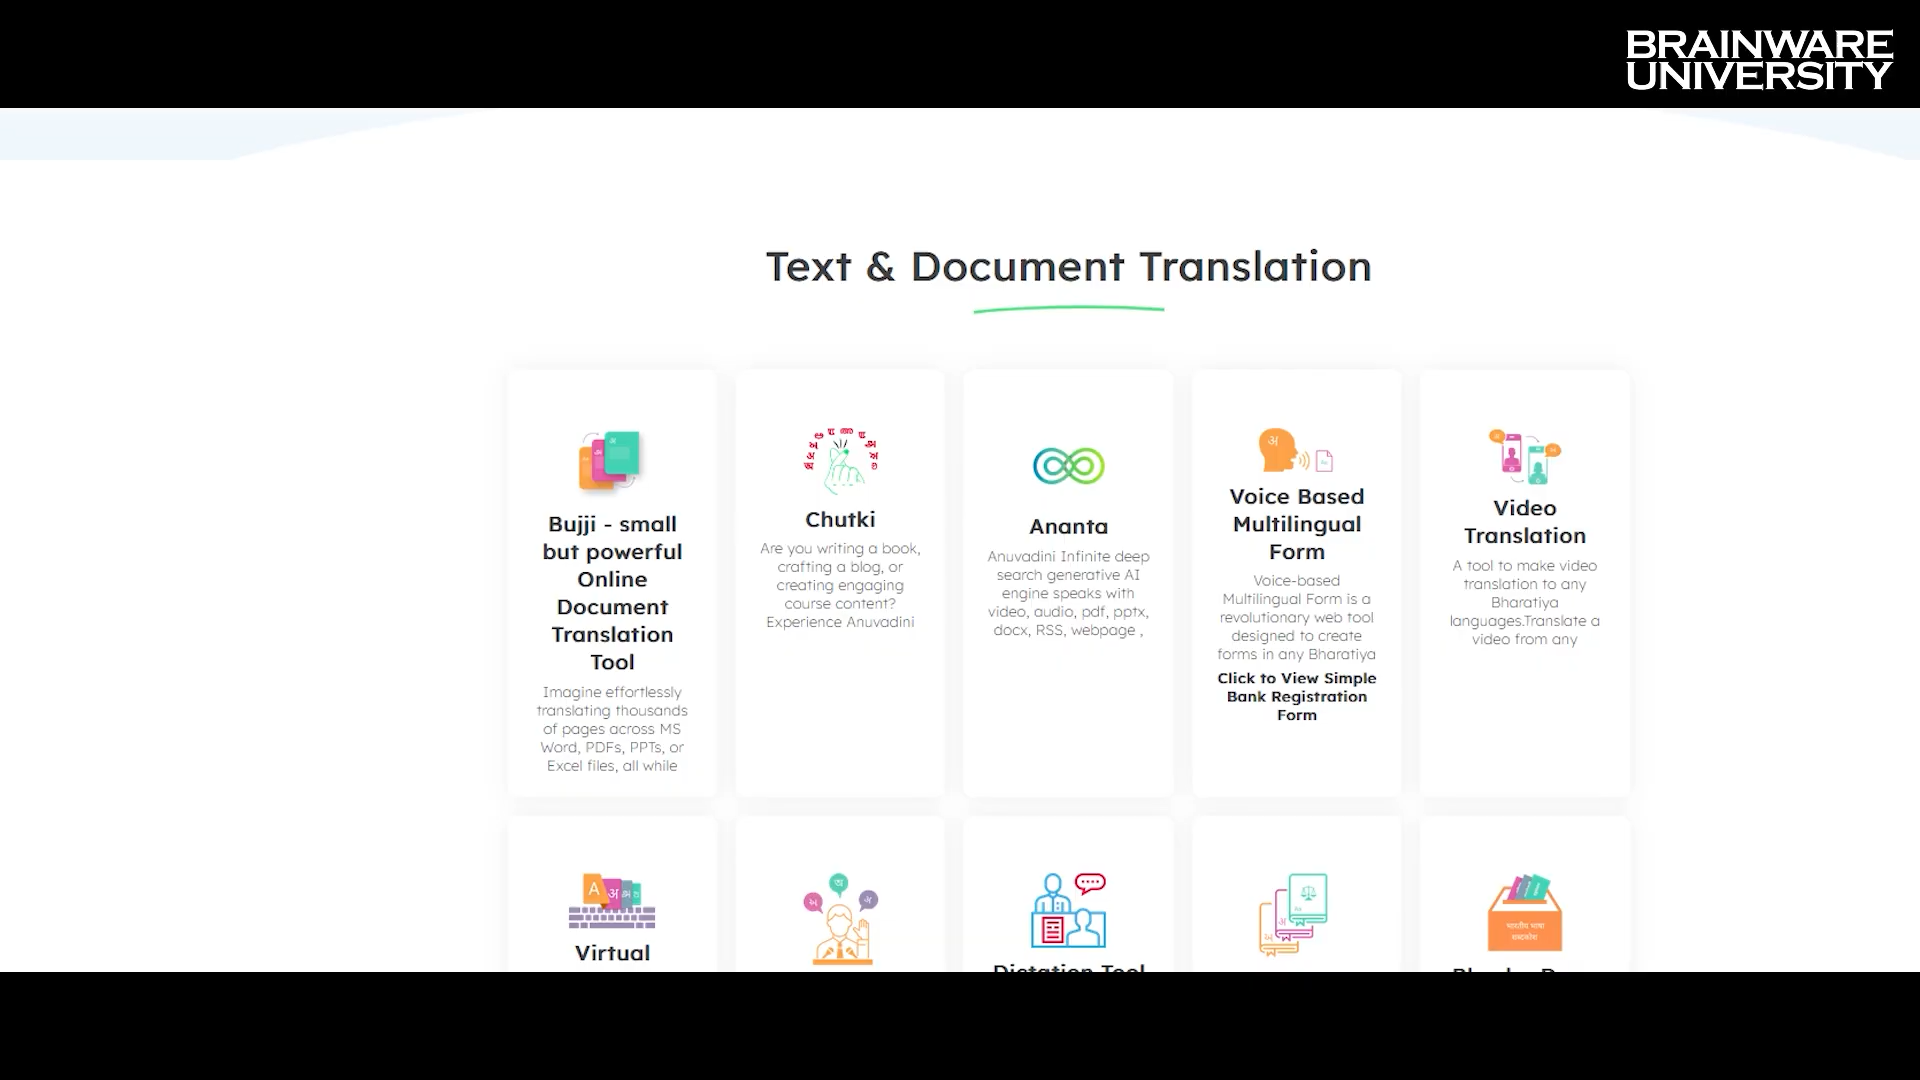 BRAINWARE
UNIVERSITY
Text & Document Translation
Bujji - small
but powerful
Online
Document
Translation
Tool
Imagine effortlessly
translating thousands
of pages across MS
Word, PDFs, PPTs, or
Excel files, all while
Chutki
Are you writing a book,
crafting a blog, or
creating engaging
course content?
Experience Anuvadini
Ananta
Anuvadini Infinite deep
search generative AI
engine speaks with
video, audio, pdf, pptx,
docx, RSS, webpage ,
Voice Based
Multilingual
Form
Voice-based
Multilingual Form is a
revolutionary web tool
designed to create
forms in any Bharatiya
Click to View Simple
Bank Registration
Form
Video
Translation
A tool to make video
translation to any
Bharatiya
languages.Translate a
video from any
Virtual
Dictation Tool